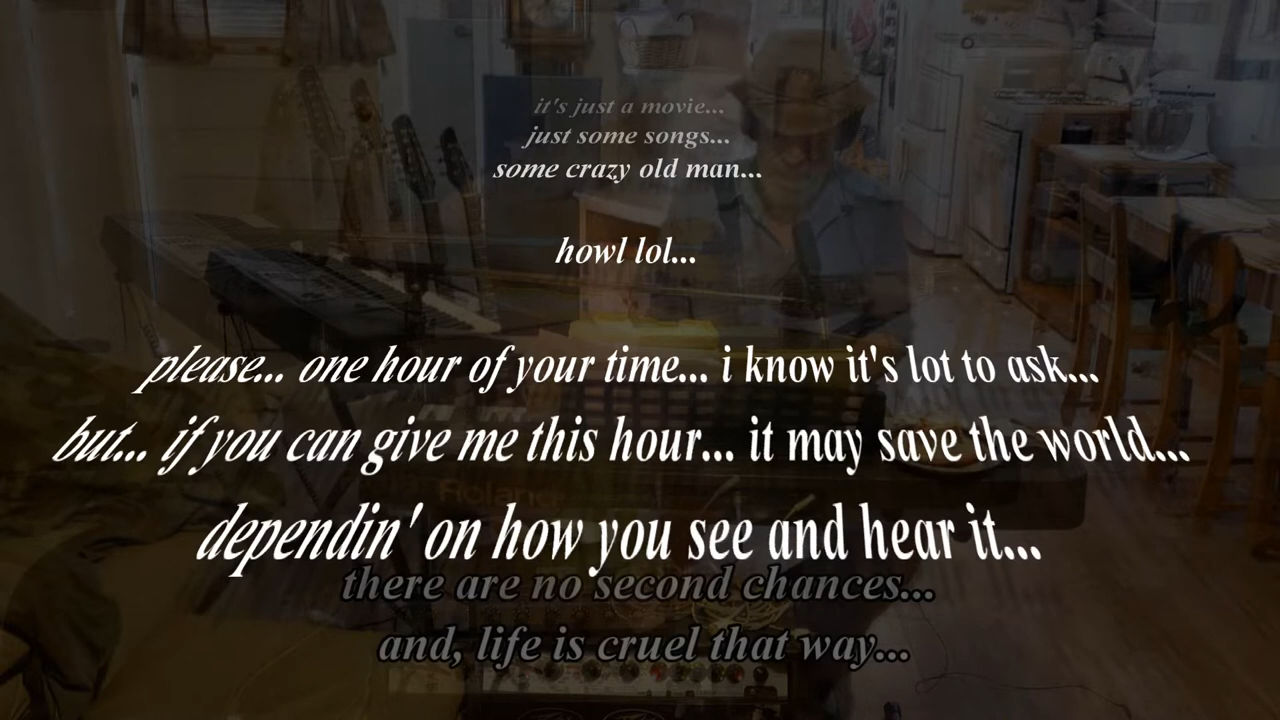 it's just a movie...
just some songs...
some crazy old man...
howl lol...
please... one hour of your time... i know it's lot to ask...
but... if you can give me this hour... it may save the world...
Roland
dependin' on how you see and hear it...
there are no second chances...
and, life is cruel that way...